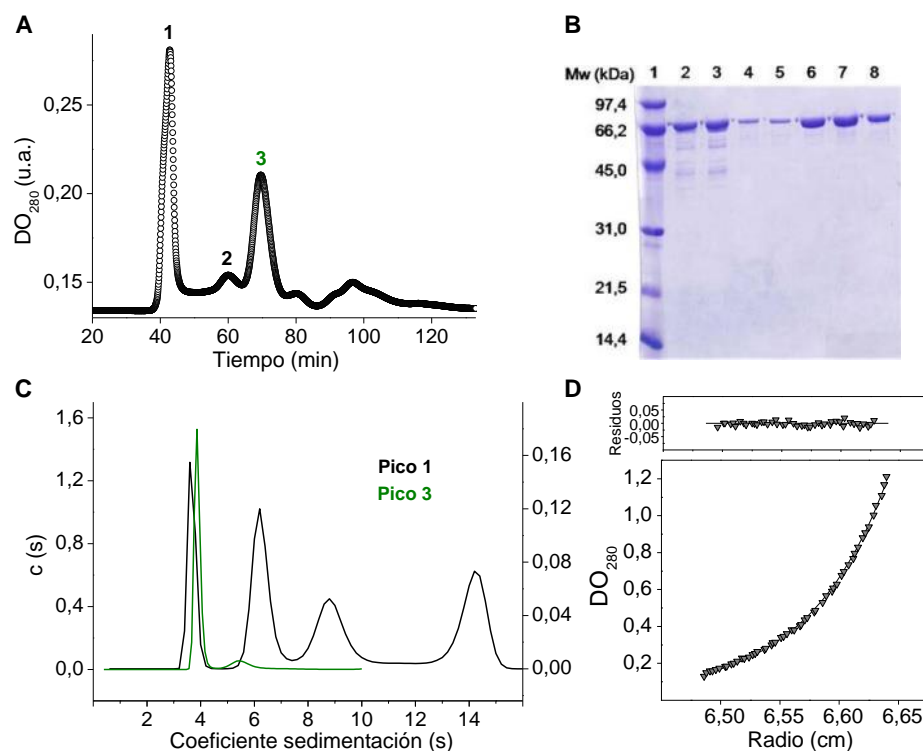 A
1
2
3
0,25
0,20
0,15
DO280 (u.a.)
20 40 60 80 100 120
Tiempo (min)
B
Mw (kDa) 1 2 3 4 5 6 7 8
97,4
66,2
45,0
31,0
21,5
14,4
C
1,6
1,2
0,8
0,4
0,0
c (s)
Pico 1
Pico 3
0,16
0,12
0,08
0,04
0,00
2 4 6 8 10 12 14
Coeficiente sedimentación (s)
D
Residuos
0,05
0,00
-0,05
1,2
1,0
0,8
0,6
0,4
0,2
DO280
6,50 6,55 6,60 6,65
Radio (cm)